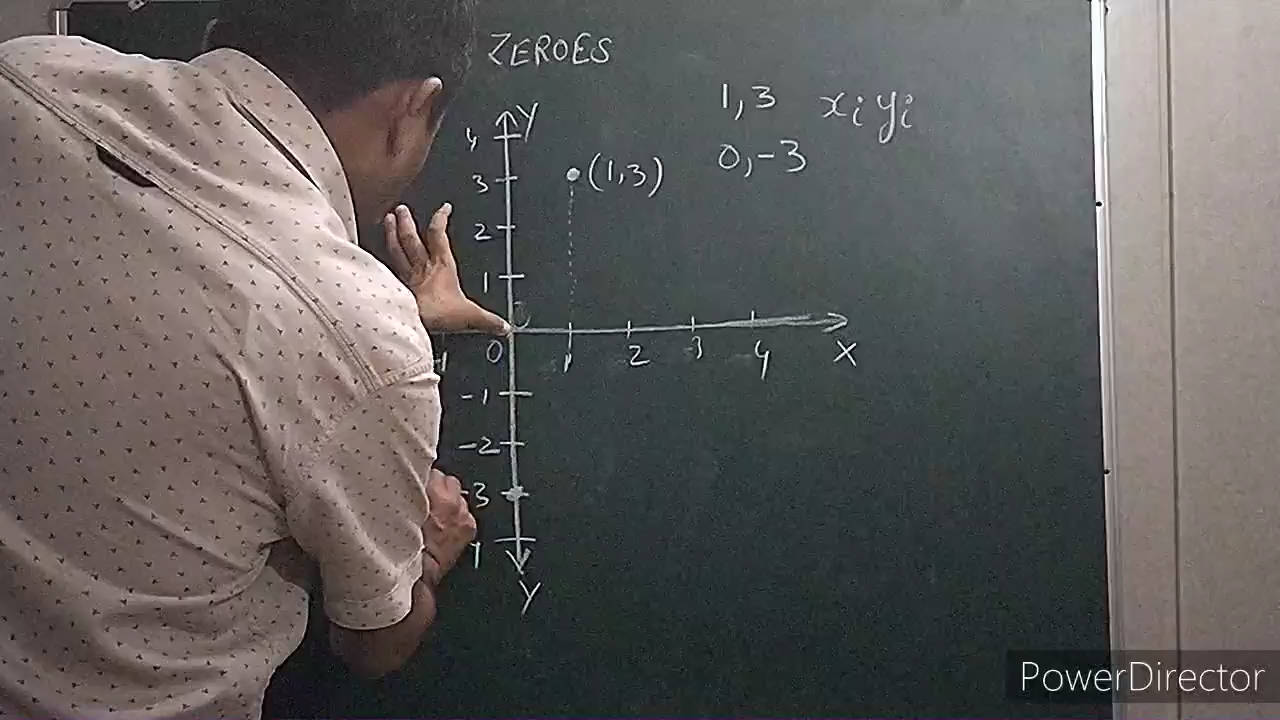 ZEROES
1,3 xi yi
0,-3
Y
4
3 (1,3)
2
1
0 1 2 3 4 X
-1
-1
-2
-3
Y
PowerDirector